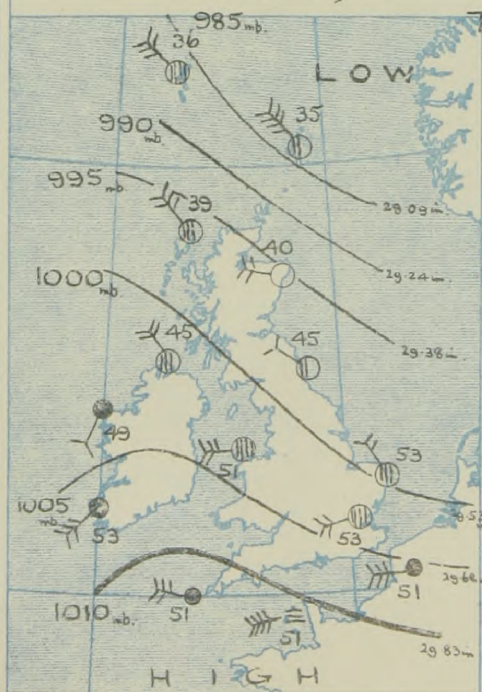 985 mb.
36
LOW
35
990 mb.
995 mb.
39
29.09 in.
40
29.24 in.
1000 mb.
45
45
29.38 in.
49
53
51
1005 mb.
53
53
29.68
51
1010 mb.
51
51
29.83 in
HIGH